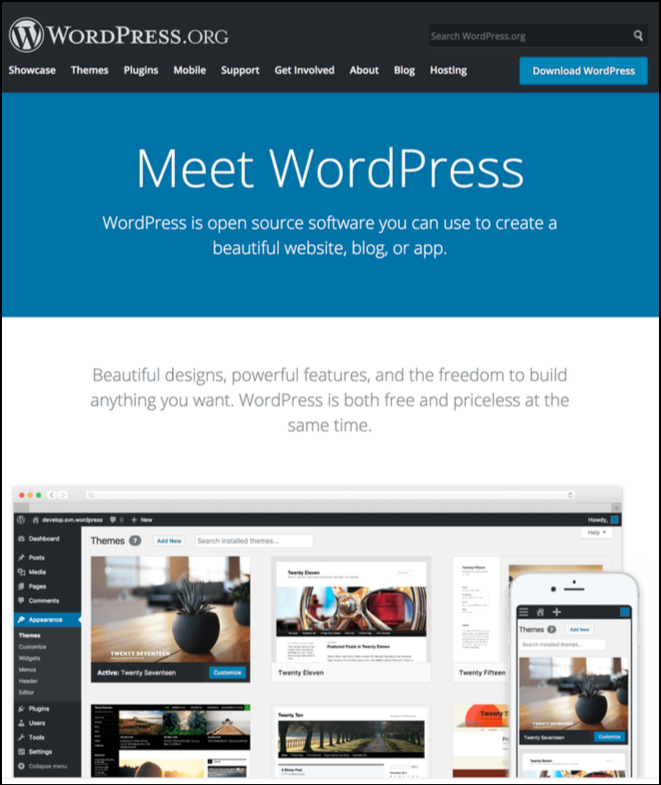 WORDPRESS.ORG
Search WordPress.org
Showcase Themes Plugins Mobile Support Get Involved About Blog Hosting Download WordPress
Meet WordPress
WordPress is open source software you can use to create a
beautiful website, blog, or app.
Beautiful designs, powerful features, and the freedom to build
anything you want. WordPress is both free and priceless at the
same time.
develop.svn.wordpress 0 + New Howdy,
Help
Dashboard
Posts
Media
Pages
Comments
Appearance
Themes
Customize
Widgets
Menus
Header
Editor
Plugins
Users
Tools
Settings
Collapse menu
Themes 7 Add New Search installed themes...
TWENTY SEVENTEEN
Active: Twenty Seventeen Customize
Twenty Eleven
Featured Posts in Twenty Eleven
Twenty Eleven
Twenty Fifteen
Twenty Fifteen
Twenty Ten
Themes 7 Add New
Search installed themes...
TWENTY SEVENTEEN
Twenty Seventeen Customize
Twenty Eleven